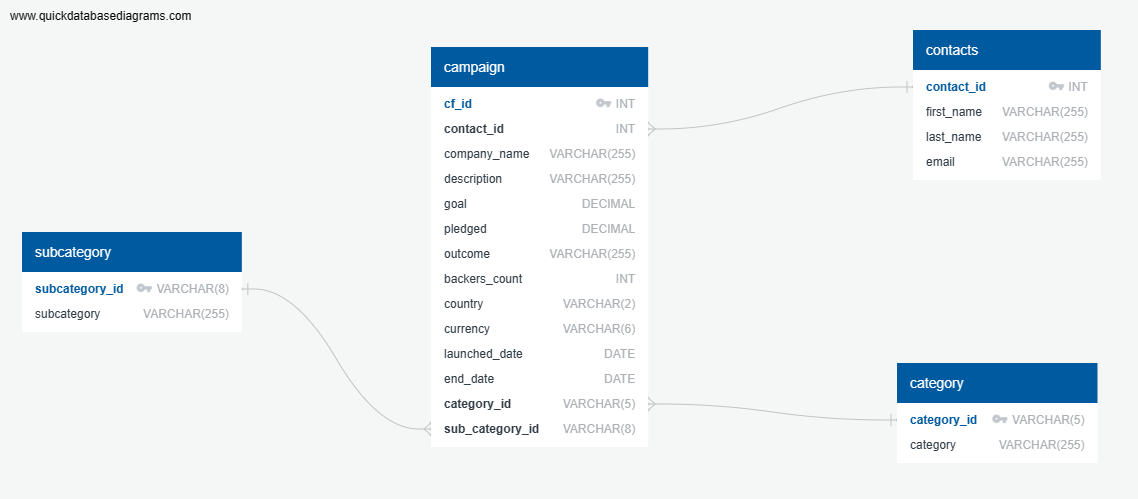 www.quickdatabasediagrams.com
campaign
cf_id INT
contact_id INT
company_name VARCHAR(255)
description VARCHAR(255)
goal DECIMAL
pledged DECIMAL
outcome VARCHAR(255)
backers_count INT
country VARCHAR(2)
currency VARCHAR(6)
launched_date DATE
end_date DATE
category_id VARCHAR(5)
sub_category_id VARCHAR(8)
contacts
contact_id INT
first_name VARCHAR(255)
last_name VARCHAR(255)
email VARCHAR(255)
subcategory
subcategory_id VARCHAR(8)
subcategory VARCHAR(255)
category
category_id VARCHAR(5)
category VARCHAR(255)